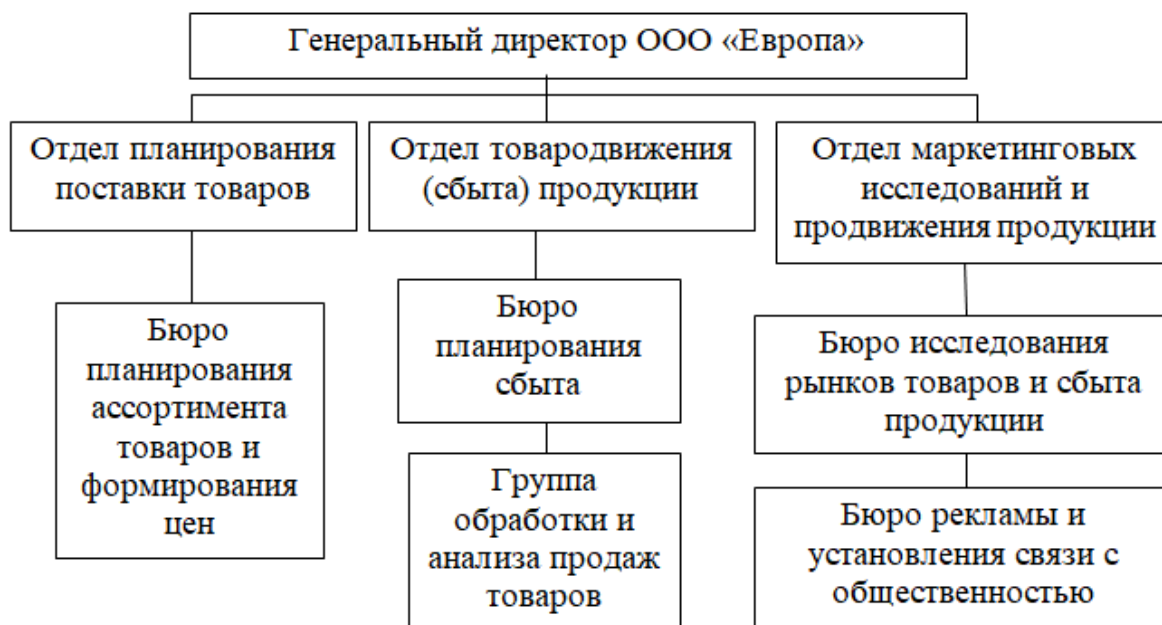 Генеральный директор ООО «Европа»
Отдел планирования
поставки товаров
Отдел товародвижения
(сбыта) продукции
Отдел маркетинговых
исследований и
продвижения продукции
Бюро
планирования
ассортимента
товаров и
формирования
цен
Бюро
планирования
сбыта
Группа
обработки и
анализа продаж
товаров
Бюро исследования
рынков товаров и сбыта
продукции
Бюро рекламы и
установления связи с
общественностью